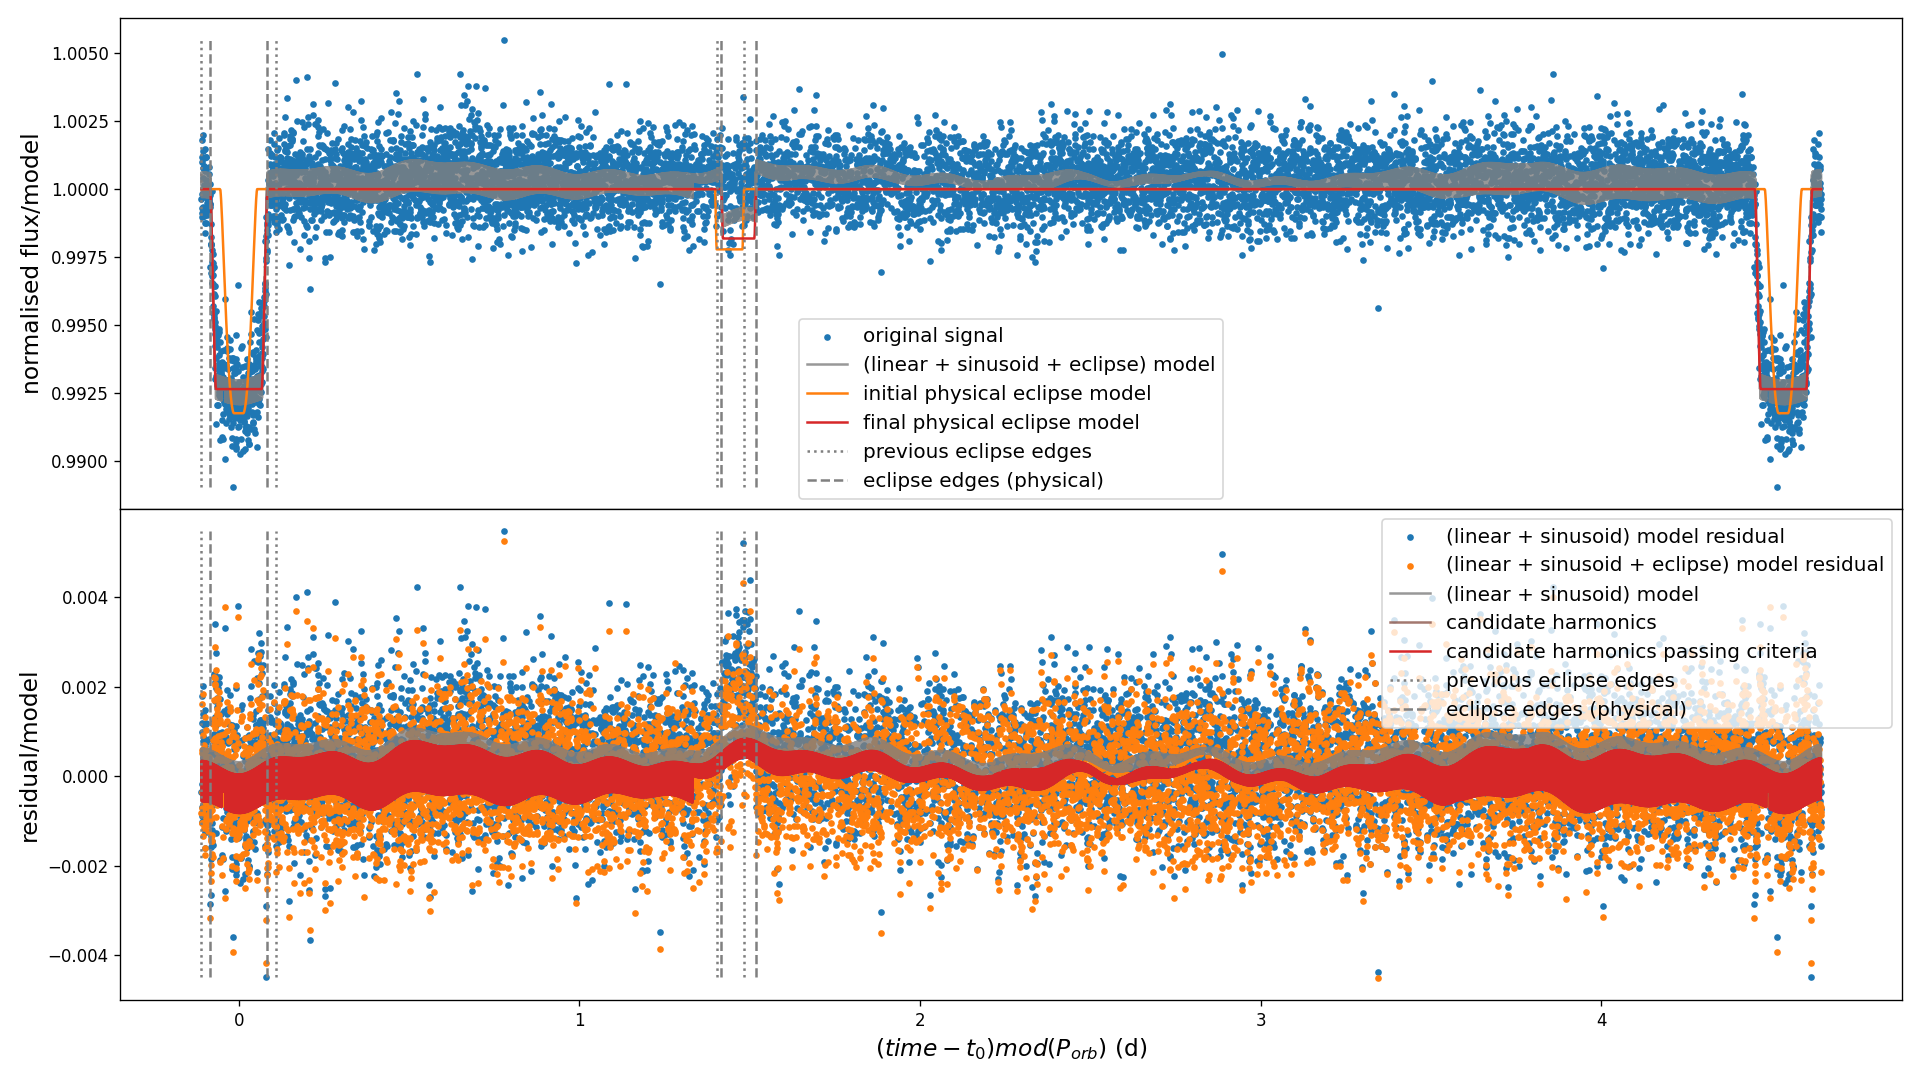 normalised flux/model
1.0050
1.0025
1.0000
0.9975
0.9950
0.9925
0.9900
original signal
(linear + sinusoid + eclipse) model
initial physical eclipse model
final physical eclipse model
previous eclipse edges
eclipse edges (physical)
residual/model
0.004
0.002
0.000
−0.002
−0.004
(linear + sinusoid) model residual
(linear + sinusoid + eclipse) model residual
(linear + sinusoid) model
candidate harmonics
candidate harmonics passing criteria
previous eclipse edges
eclipse edges (physical)
0 1 2 3 4
(time − t₀)mod(Pₒᵣb) (d)